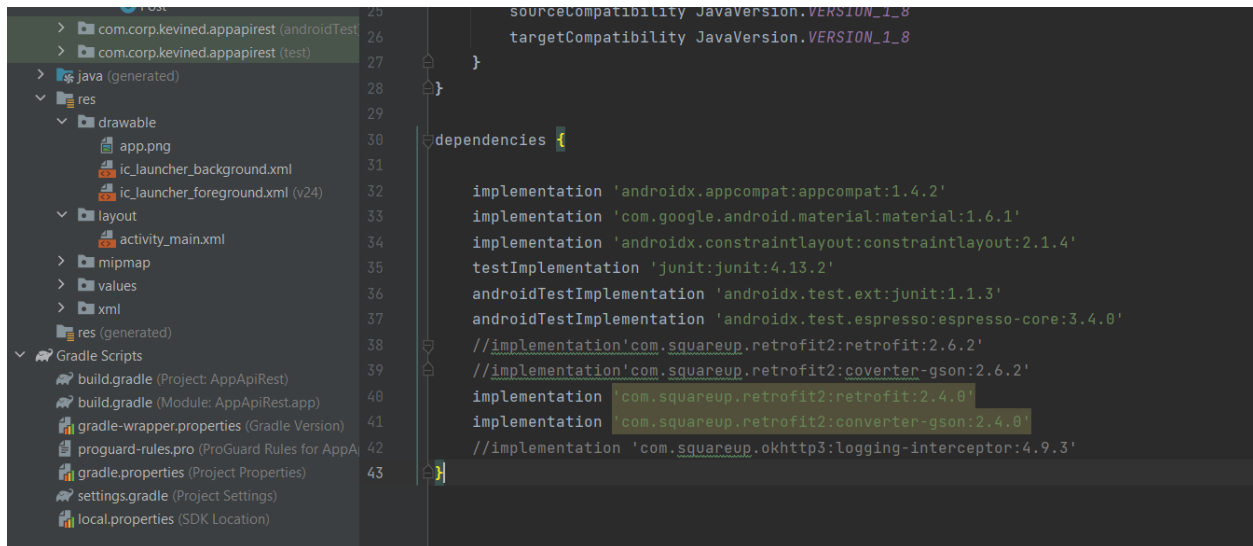 Post
com.corp.kevined.appapirest (androidTest
com.corp.kevined.appapirest (test)
java (generated)
res
drawable
app.png
ic_launcher_background.xml
ic_launcher_foreground.xml (v24)
layout
activity_main.xml
mipmap
values
xml
res (generated)
Gradle Scripts
build.gradle (Project: AppApiRest)
build.gradle (Module: AppApiRest.app)
gradle-wrapper.properties (Gradle Version)
proguard-rules.pro (ProGuard Rules for AppA
gradle.properties (Project Properties)
settings.gradle (Project Settings)
local.properties (SDK Location)
25 sourceCompatibility JavaVersion.VERSION_1_8
26 targetCompatibility JavaVersion.VERSION_1_8
27 }
28 }
29
30 dependencies {
31
32 implementation 'androidx.appcompat:appcompat:1.4.2'
33 implementation 'com.google.android.material:material:1.6.1'
34 implementation 'androidx.constraintlayout:constraintlayout:2.1.4'
35 testImplementation 'junit:junit:4.13.2'
36 androidTestImplementation 'androidx.test.ext:junit:1.1.3'
37 androidTestImplementation 'androidx.test.espresso:espresso-core:3.4.0'
38 //implementation'com.squareup.retrofit2:retrofit:2.6.2'
39 //implementation'com.squareup.retrofit2:coverter-gson:2.6.2'
40 implementation 'com.squareup.retrofit2:retrofit:2.4.0'
41 implementation 'com.squareup.retrofit2:converter-gson:2.4.0'
42 //implementation 'com.squareup.okhttp3:logging-interceptor:4.9.3'
43 }